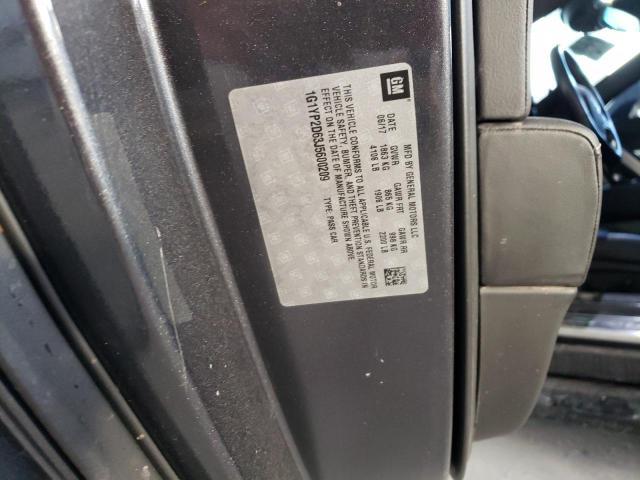 GM
MFD BY GENERAL MOTORS LLC
DATE GVWR GAWR FRT GAWR RR
06/17 1863 KG 865 KG 998 KG
4108 LB 1908 LB 2200 LB
THIS VEHICLE CONFORMS TO ALL APPLICABLE U.S. FEDERAL MOTOR
VEHICLE SAFETY, BUMPER, AND THEFT PREVENTION STANDARDS IN
EFFECT ON THE DATE OF MANUFACTURE SHOWN ABOVE.
1G1YP2D63J5600209 TYPE: PASS CAR